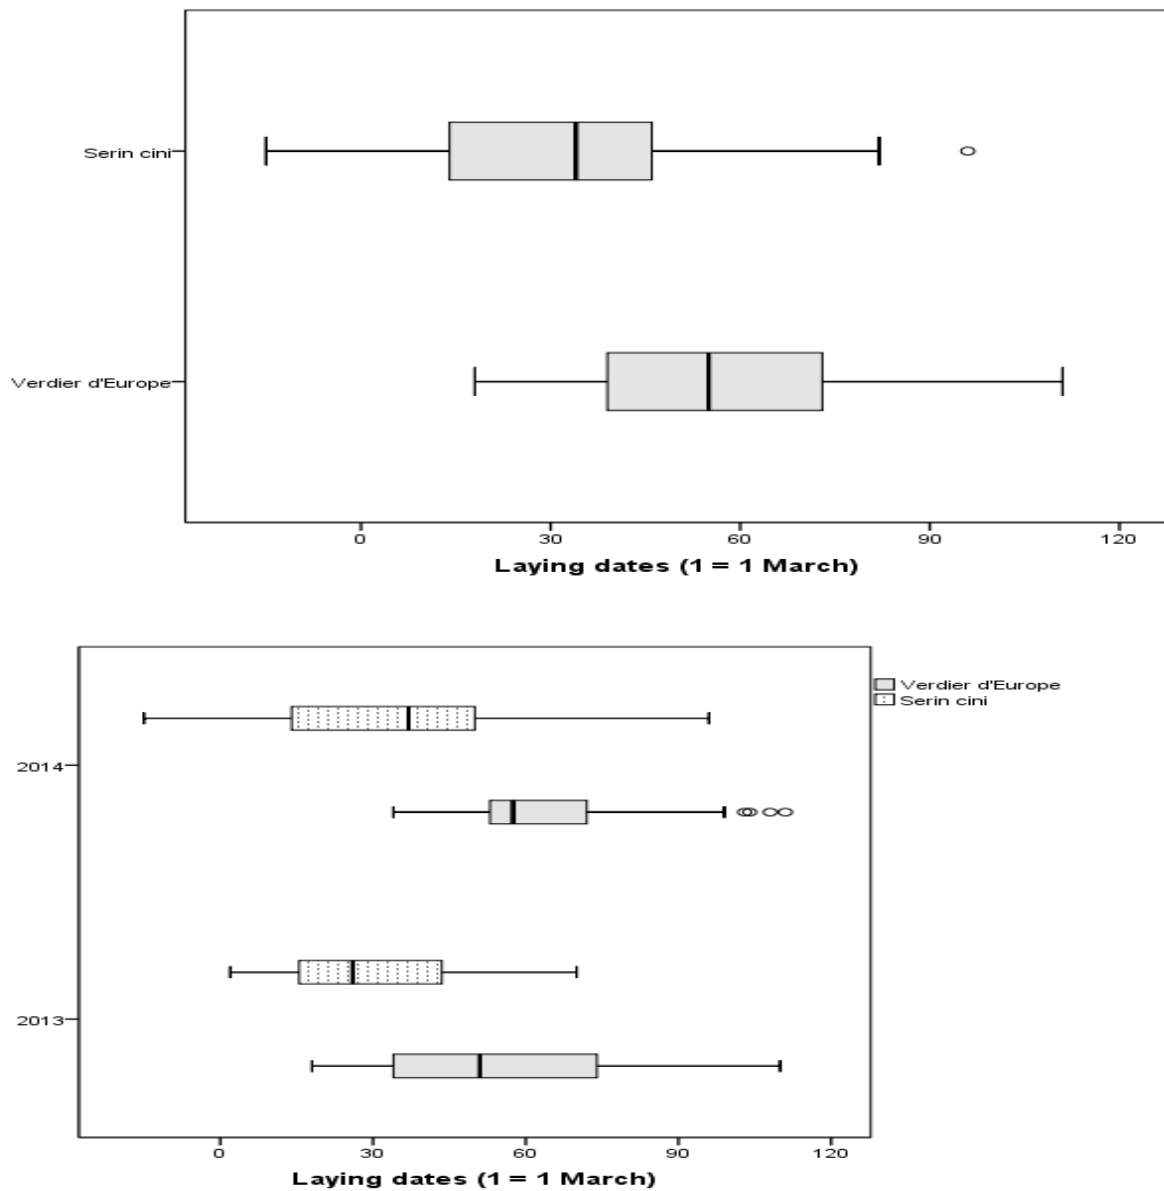 Serin cini
Verdier d'Europe
0 30 60 90 120
Laying dates (1 = 1 March)
Verdier d'Europe
Serin cini
2014
2013
0 30 60 90 120
Laying dates (1 = 1 March)